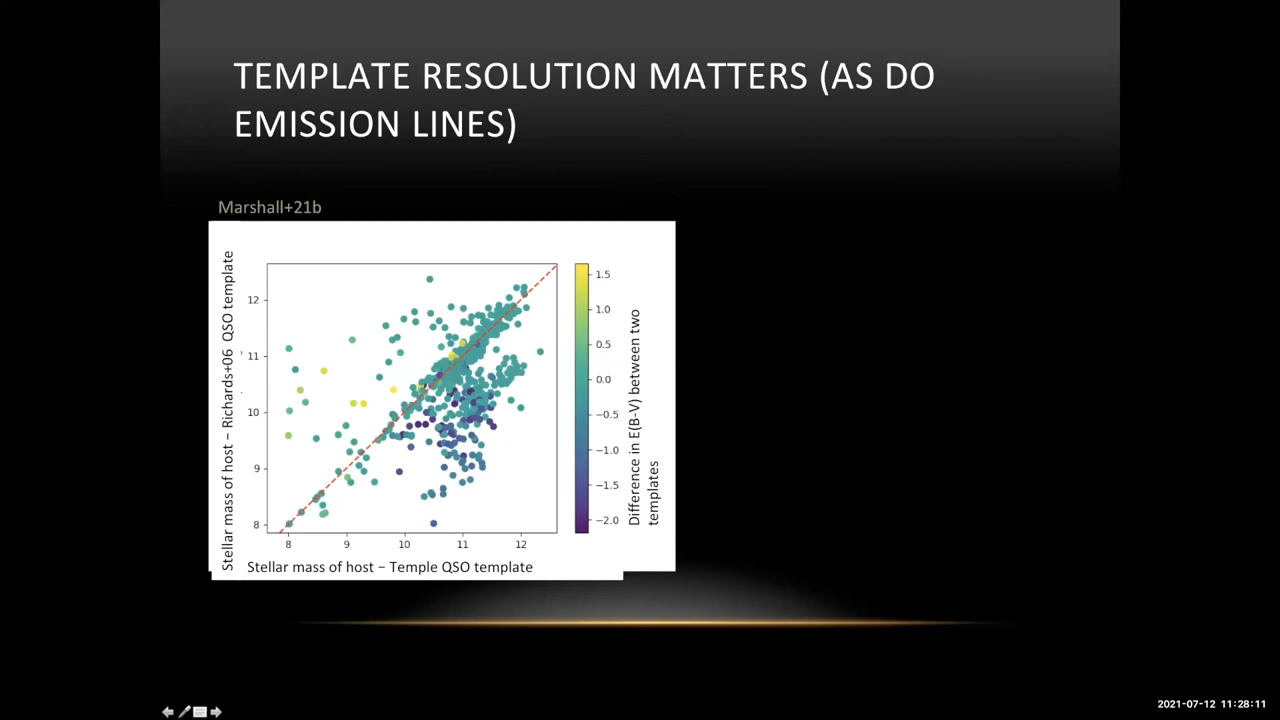 TEMPLATE RESOLUTION MATTERS (AS DO
EMISSION LINES)
Marshall+21b
Stellar mass of host – Richards+06 QSO template
12
11
10
9
8
8 9 10 11 12
Stellar mass of host – Temple QSO template
1.5
1.0
0.5
0.0
−0.5
−1.0
−1.5
−2.0
Difference in E(B-V) between two
templates
2021-07-12 11:28:11